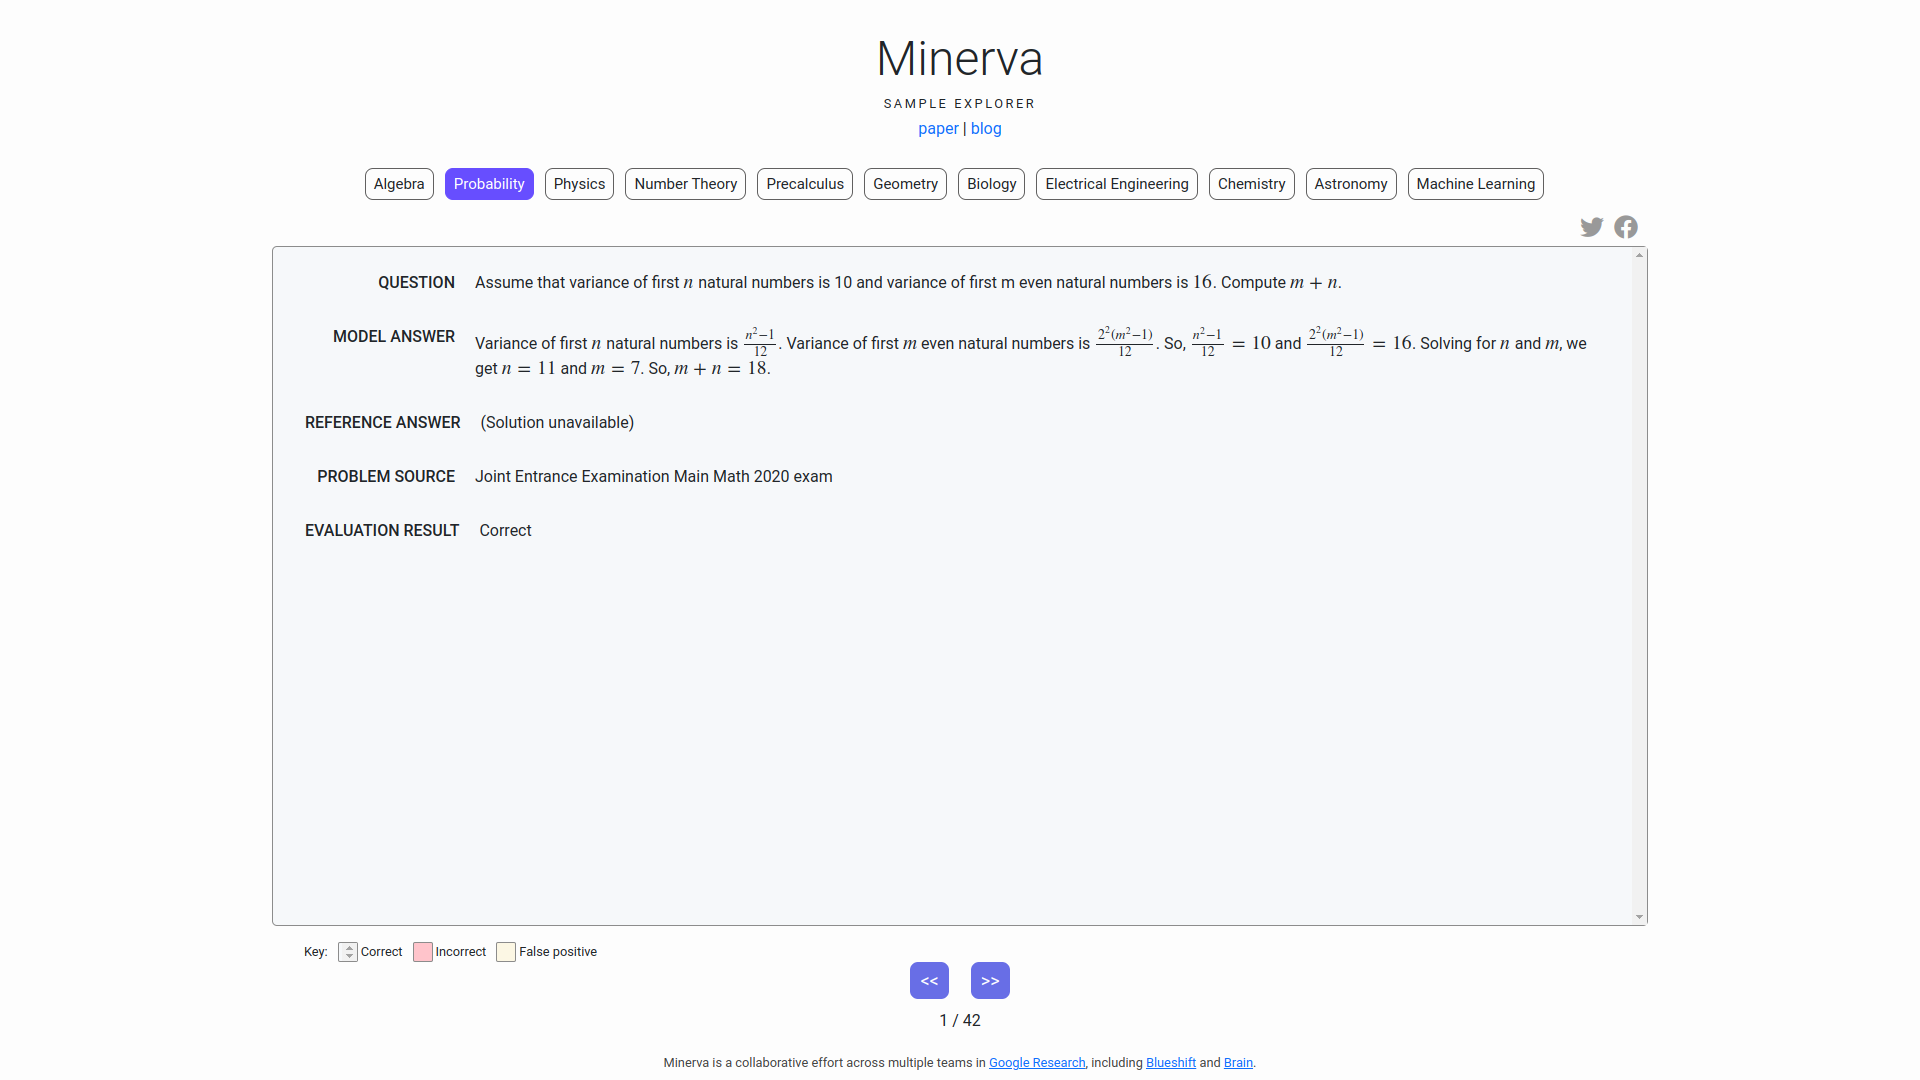 Minerva
SAMPLE EXPLORER
paper | blog
Algebra Probability Physics Number Theory Precalculus Geometry Biology Electrical Engineering Chemistry Astronomy Machine Learning
QUESTION Assume that variance of first n natural numbers is 10 and variance of first m even natural numbers is 16. Compute m + n.
MODEL ANSWER Variance of first n natural numbers is \frac{n^2-1}{12}. Variance of first m even natural numbers is \frac{2^2(m^2-1)}{12}. So, \frac{n^2-1}{12} = 10 and \frac{2^2(m^2-1)}{12} = 16. Solving for n and m, we
get n = 11 and m = 7. So, m + n = 18.
REFERENCE ANSWER (Solution unavailable)
PROBLEM SOURCE Joint Entrance Examination Main Math 2020 exam
EVALUATION RESULT Correct
Key: Correct Incorrect False positive
<< >>
1 / 42
Minerva is a collaborative effort across multiple teams in Google Research, including Blueshift and Brain.